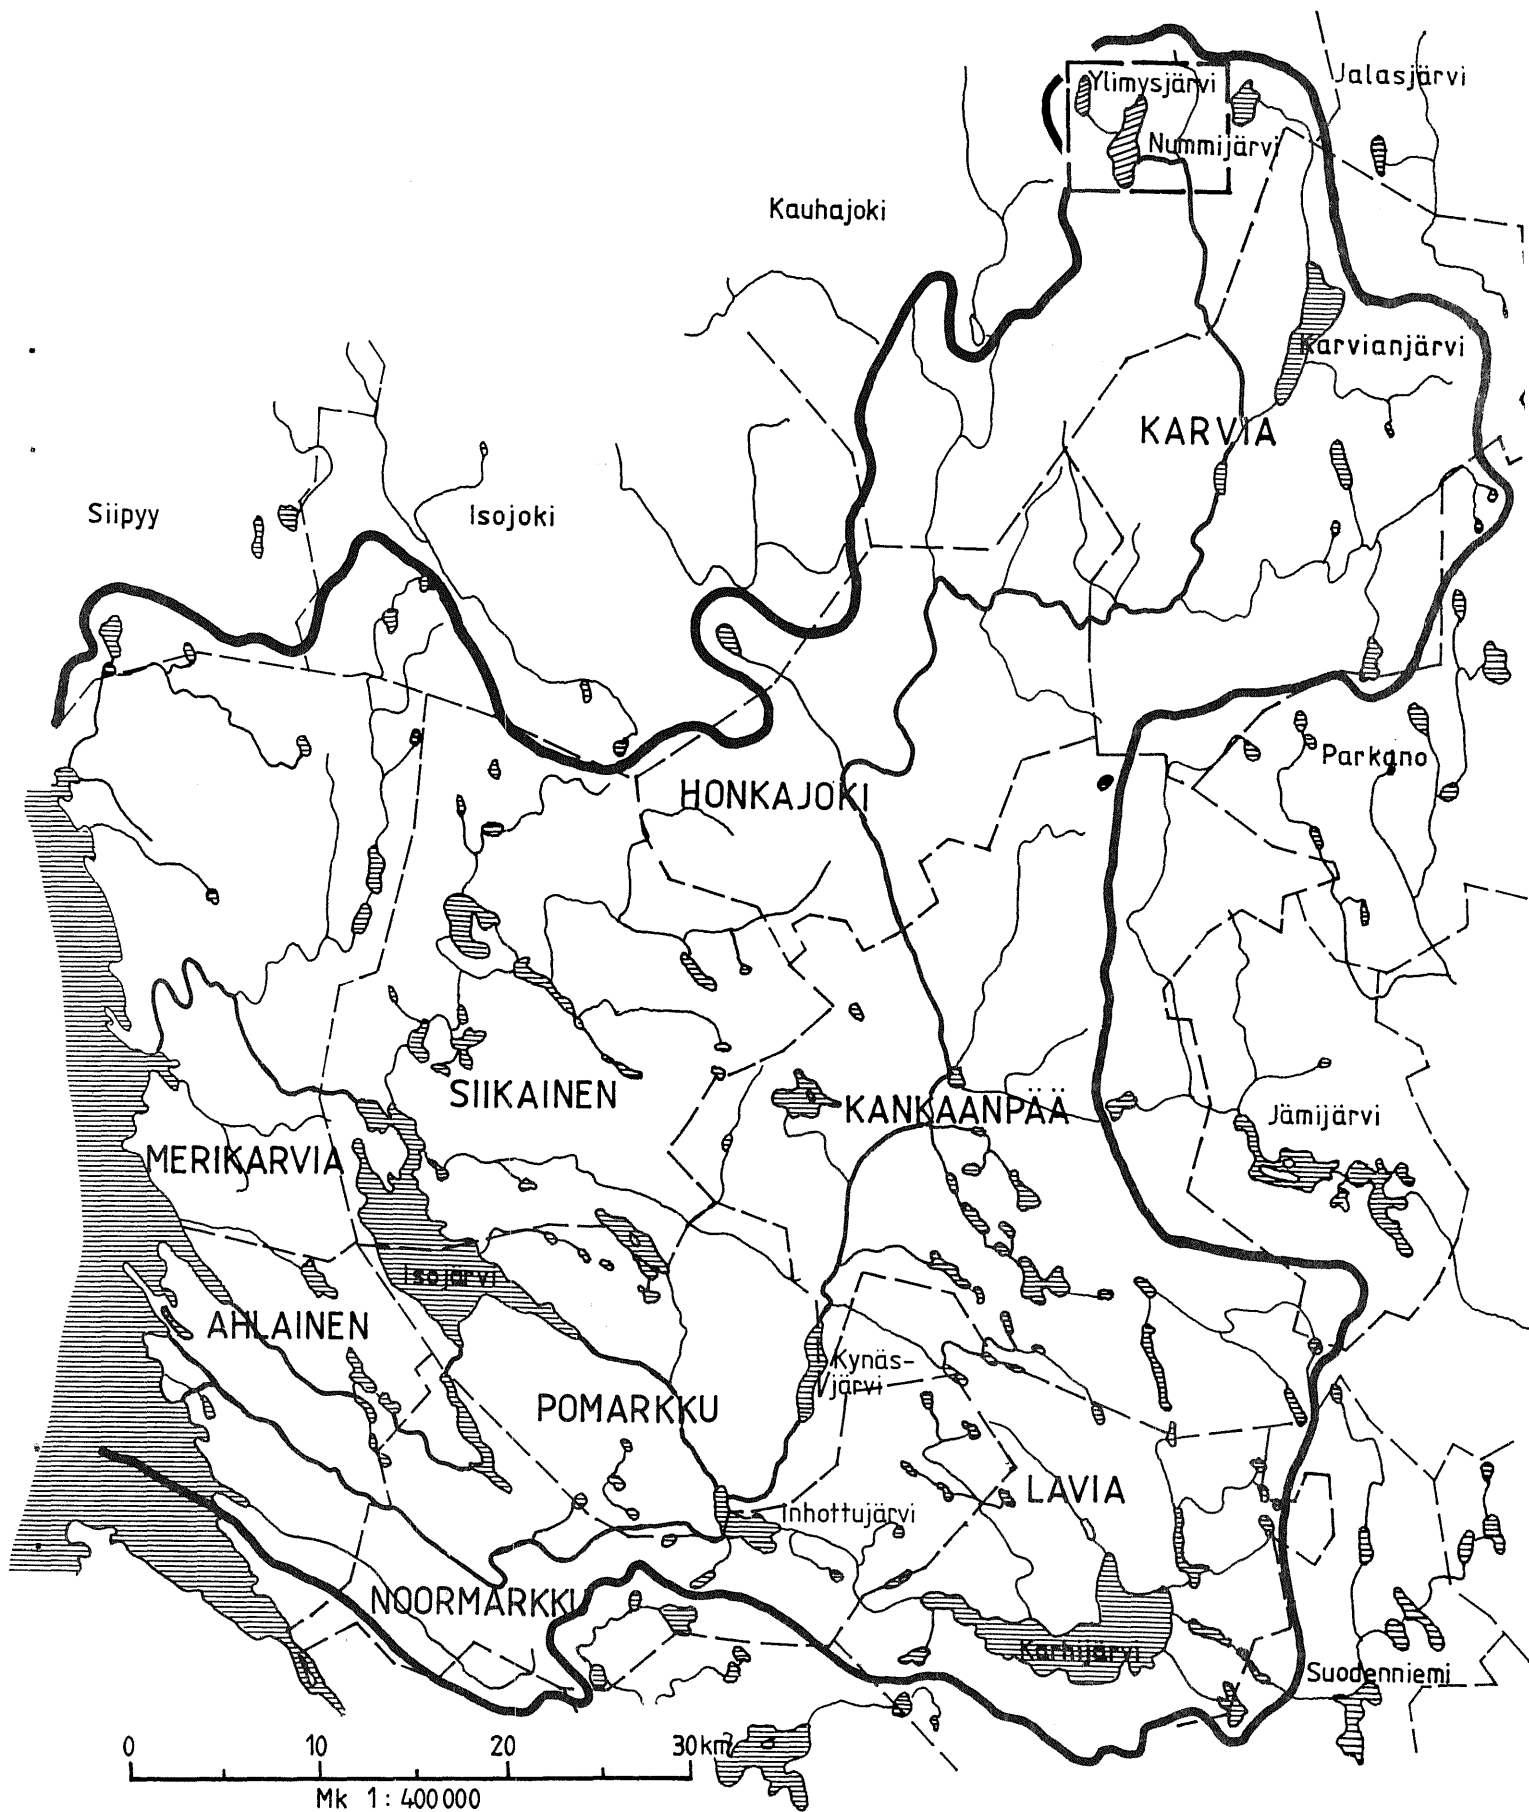 Ylimysjärvi
Jalasjärvi
Nummijärvi
Kauhajoki
Karvianjärvi
KARVIA
Siipyy
Isojoki
Parkano
HONKAJOKI
SIIKAINEN
KANKAANPÄÄ
Jämijärvi
MERIKARVIA
Isojärvi
AHLAINEN
Kynäs-
järvi
POMARKKU
LAVIA
Inhottujärvi
NOORMARKKU
Karhijärvi
Suodenniemi
0 10 20 30km
Mk 1:400000